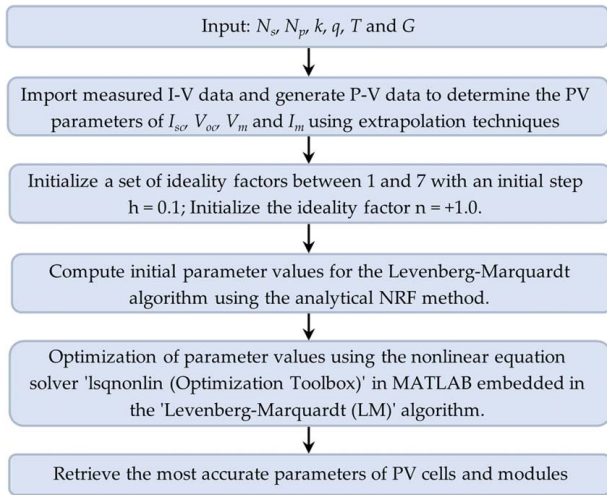 Input: Ns, Np, k, q, T and G
Import measured I-V data and generate P-V data to determine the PV
parameters of Isc, Voc, Vm and Im using extrapolation techniques
Initialize a set of ideality factors between 1 and 7 with an initial step
h = 0.1; Initialize the ideality factor n = +1.0.
Compute initial parameter values for the Levenberg-Marquardt
algorithm using the analytical NRF method.
Optimization of parameter values using the nonlinear equation
solver 'lsqnonlin (Optimization Toolbox)' in MATLAB embedded in
the 'Levenberg-Marquardt (LM)' algorithm.
Retrieve the most accurate parameters of PV cells and modules